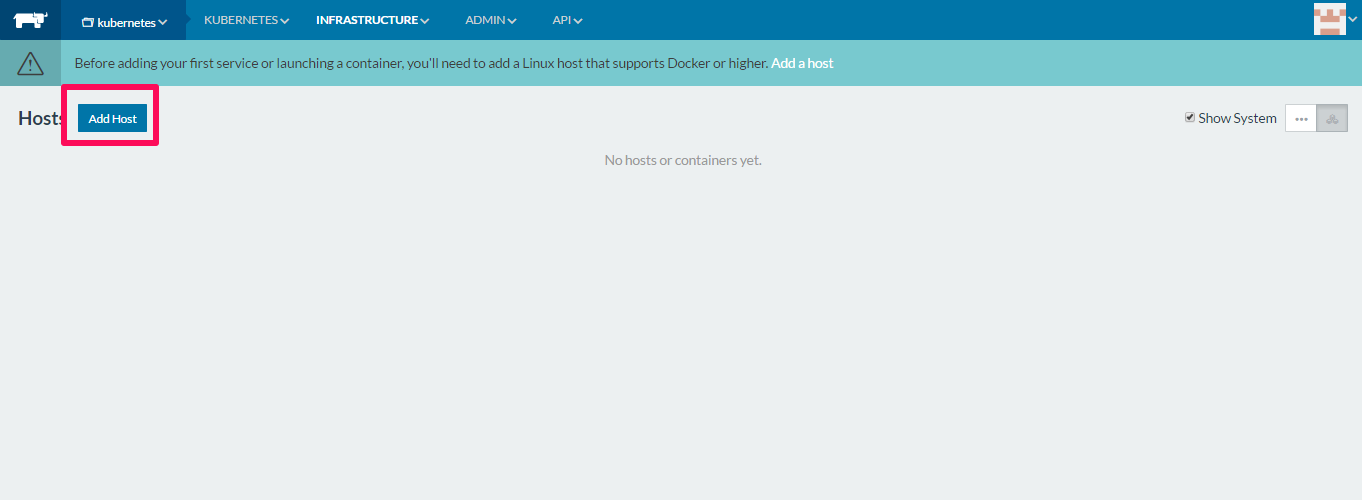 kubernetes KUBERNETES INFRASTRUCTURE ADMIN API
Before adding your first service or launching a container, you'll need to add a Linux host that supports Docker or higher. Add a host
Hosts Add Host Show System
No hosts or containers yet.